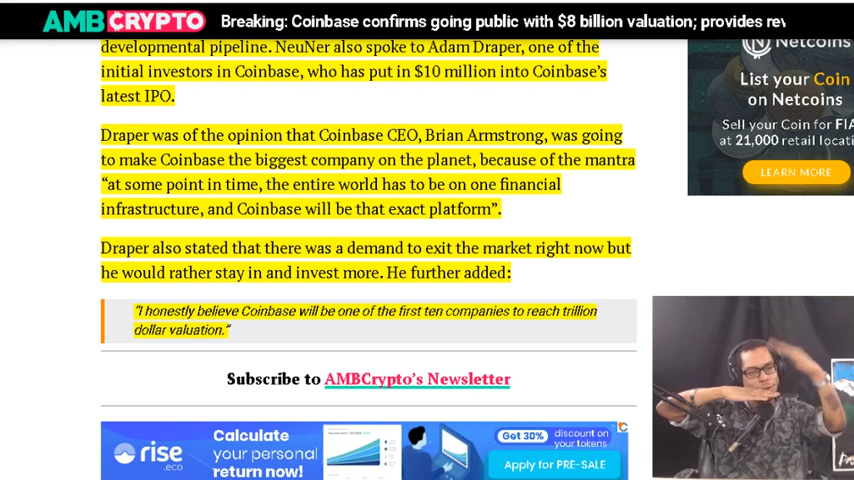 AMBCRYPTO
Breaking: Coinbase confirms going public with $8 billion valuation; provides rev
developmental pipeline. NeuNer also spoke to Adam Draper, one of the
initial investors in Coinbase, who has put in $10 million into Coinbase's
latest IPO.
Draper was of the opinion that Coinbase CEO, Brian Armstrong, was going
to make Coinbase the biggest company on the planet, because of the mantra
“at some point in time, the entire world has to be on one financial
infrastructure, and Coinbase will be that exact platform”.
Draper also stated that there was a demand to exit the market right now but
he would rather stay in and invest more. He further added:
“I honestly believe Coinbase will be one of the first ten companies to reach trillion
dollar valuation.”
Subscribe to AMBCrypto's Newsletter
rise
.eco
Calculate
your personal
return now!
Get 30%
discount on
your tokens
Apply for PRE-SALE
Netcoins
List your Coin
on Netcoins
Sell your Coin for FIA
at 21,000 retail locati
LEARN MORE